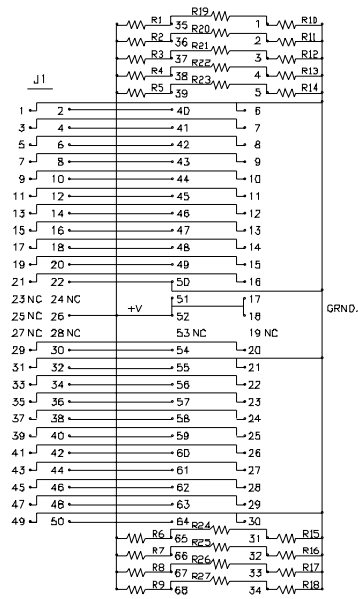 R19
R1 35 1 R10
R20
R2 36 2 R11
R21
R3 37 3 R12
R22
R4 38 4 R13
R23
R5 39 5 R14
J1
1 2 40 6
3 4 41 7
5 6 42 8
7 8 43 9
9 10 44 10
11 12 45 11
13 14 46 12
15 16 47 13
17 18 48 14
19 20 49 15
21 22 50 16
23 NC 24 NC 51 17
+V GRND.
25 NC 26 52 18
27 NC 28 NC 53 NC 19 NC
29 30 54 20
31 32 55 21
33 34 56 22
35 36 57 23
37 38 58 24
39 40 59 25
41 42 60 26
43 44 61 27
45 46 62 28
47 48 63 29
49 50 64 30
R24
R6 65 31 R15
R25
R7 66 32 R16
R26
R8 67 33 R17
R27
R9 68 34 R18